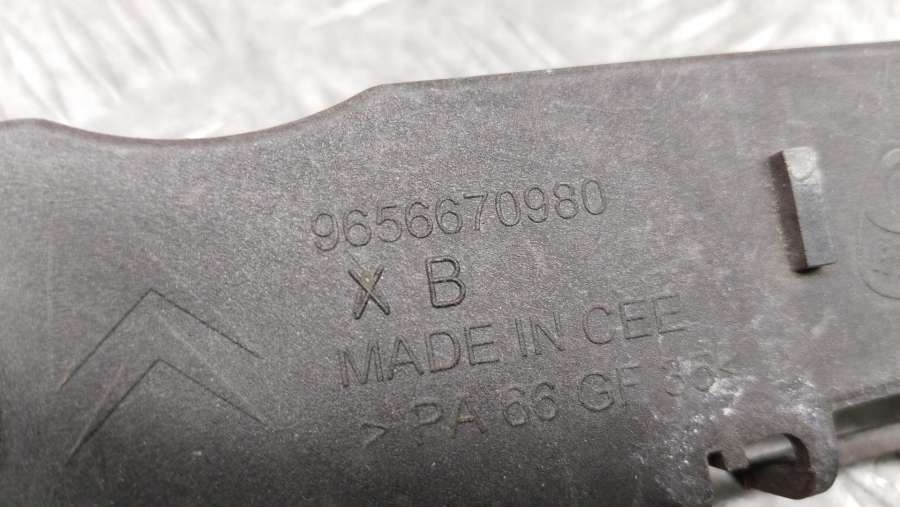 9656670980
X B
MADE IN CEE
> PA 66 GF 35<